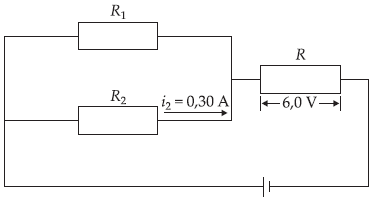 R₁
R
R₂
i₂ = 0,30 A
6,0 V